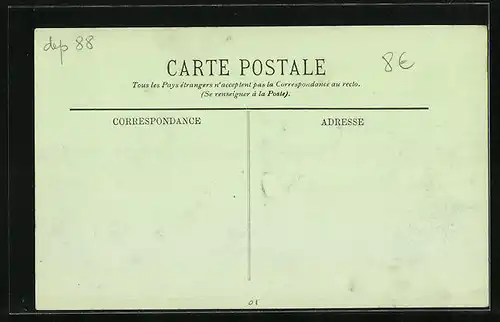 dep 88
8€
CARTE POSTALE
Tous les Pays étrangers n'acceptent pas la Correspondance au recto.
(Se renseigner à la Poste).
CORRESPONDANCE
ADRESSE
01